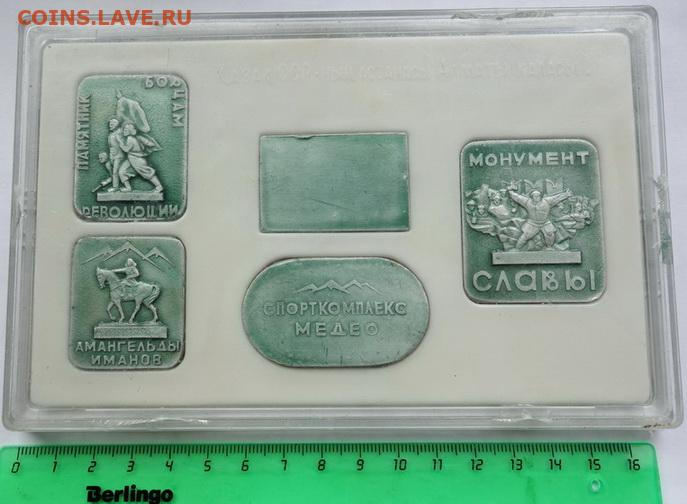 COINS.LAVE.RU
ПАМЯТНИК
БОРЦАМ
РЕВОЛЮЦИИ
АМАНГЕЛЬДЫ
ИМАНОВ
СПОРТКОМПЛЕКС
МЕДЕО
МОНУМЕНТ
СЛАВЫ
0 1 2 3 4 5 6 7 8 9 10 11 12 13 14 15 16
Berlingo